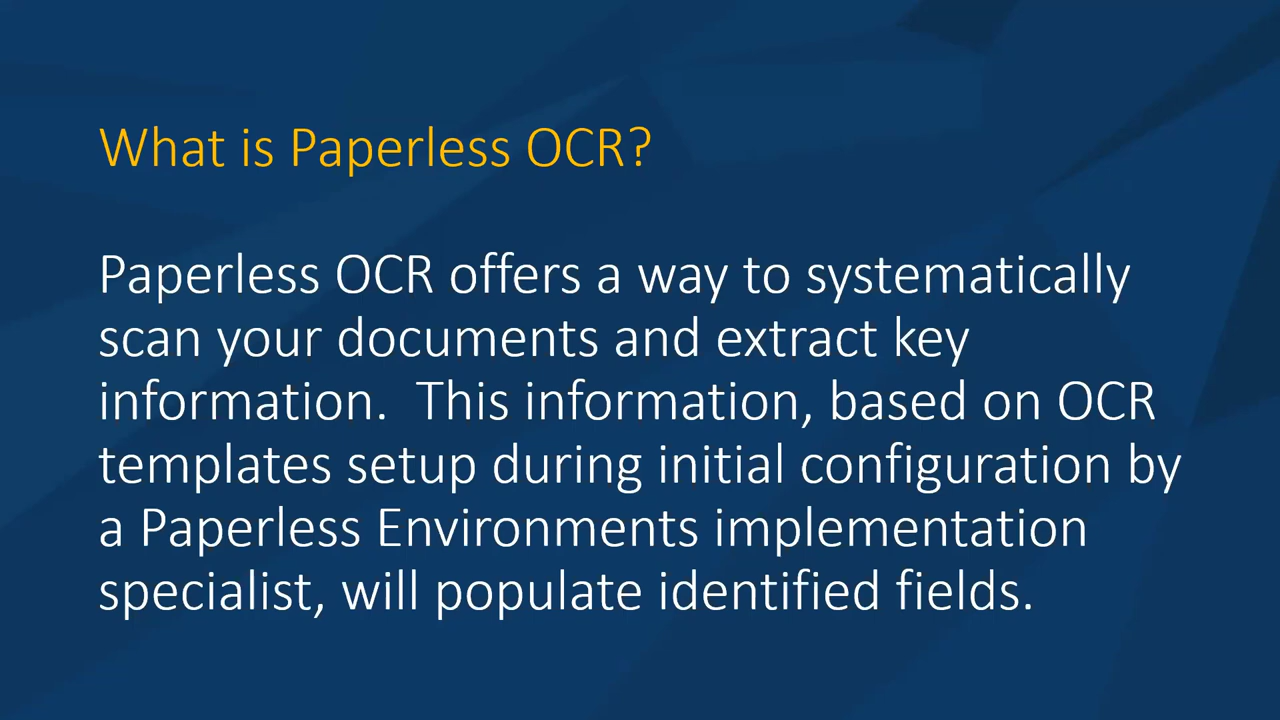 What is Paperless OCR?
Paperless OCR offers a way to systematically
scan your documents and extract key
information.  This information, based on OCR
templates setup during initial configuration by
a Paperless Environments implementation
specialist, will populate identified fields.